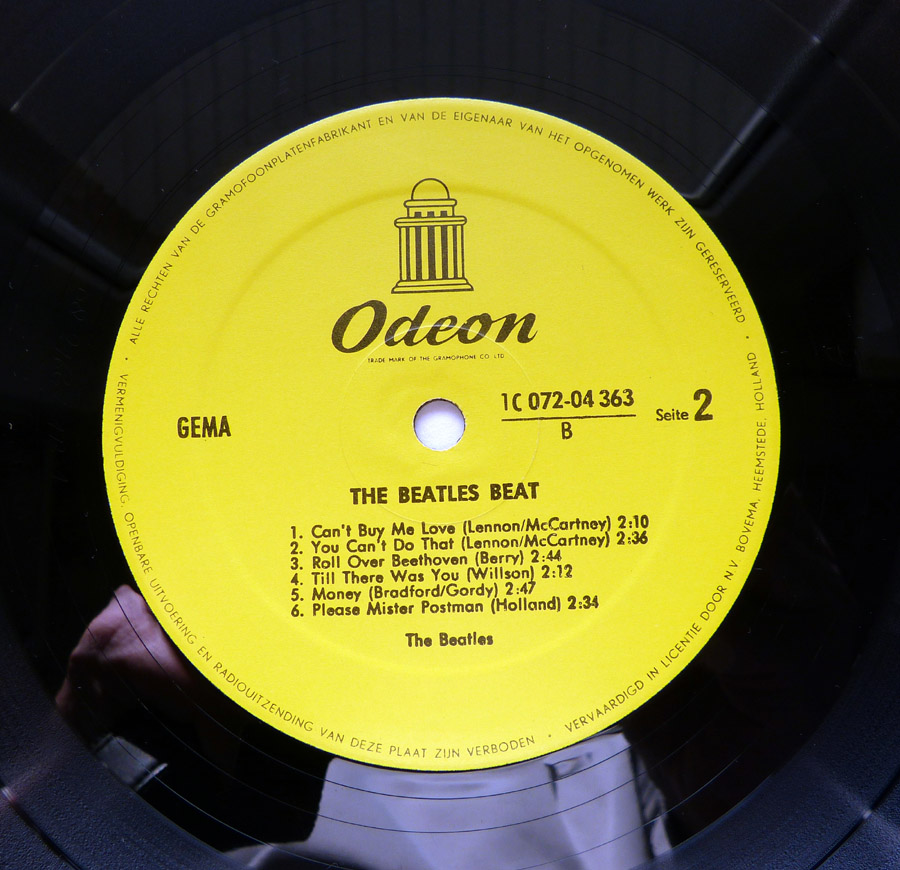 ALLE RECHTEN VAN DE GRAMOFOONPLATENFABRIKANT EN VAN DE EIGENAAR VAN HET OPGENOMEN WERK ZIJN GERESERVEERD •
Odeon
TRADE MARK OF THE GRAMOPHONE CO. LTD
GEMA
1C 072-04 363
B
Seite 2
THE BEATLES BEAT
1. Can't Buy Me Love (Lennon/McCartney) 2:10
2. You Can't Do That (Lennon/McCartney) 2:36
3. Roll Over Beethoven (Berry) 2:44
4. Till There Was You (Willson) 2:12
5. Money (Bradford/Gordy) 2:47
6. Please Mister Postman (Holland) 2:34
The Beatles
VERMENIGVULDIGING, OPENBARE UITVOERING EN RADIOUITZENDING VAN DEZE PLAAT ZIJN VERBODEN •
VERVAARDIGD IN LICENTIE DOOR N.V. BOVEMA, HEEMSTEDE, HOLLAND •